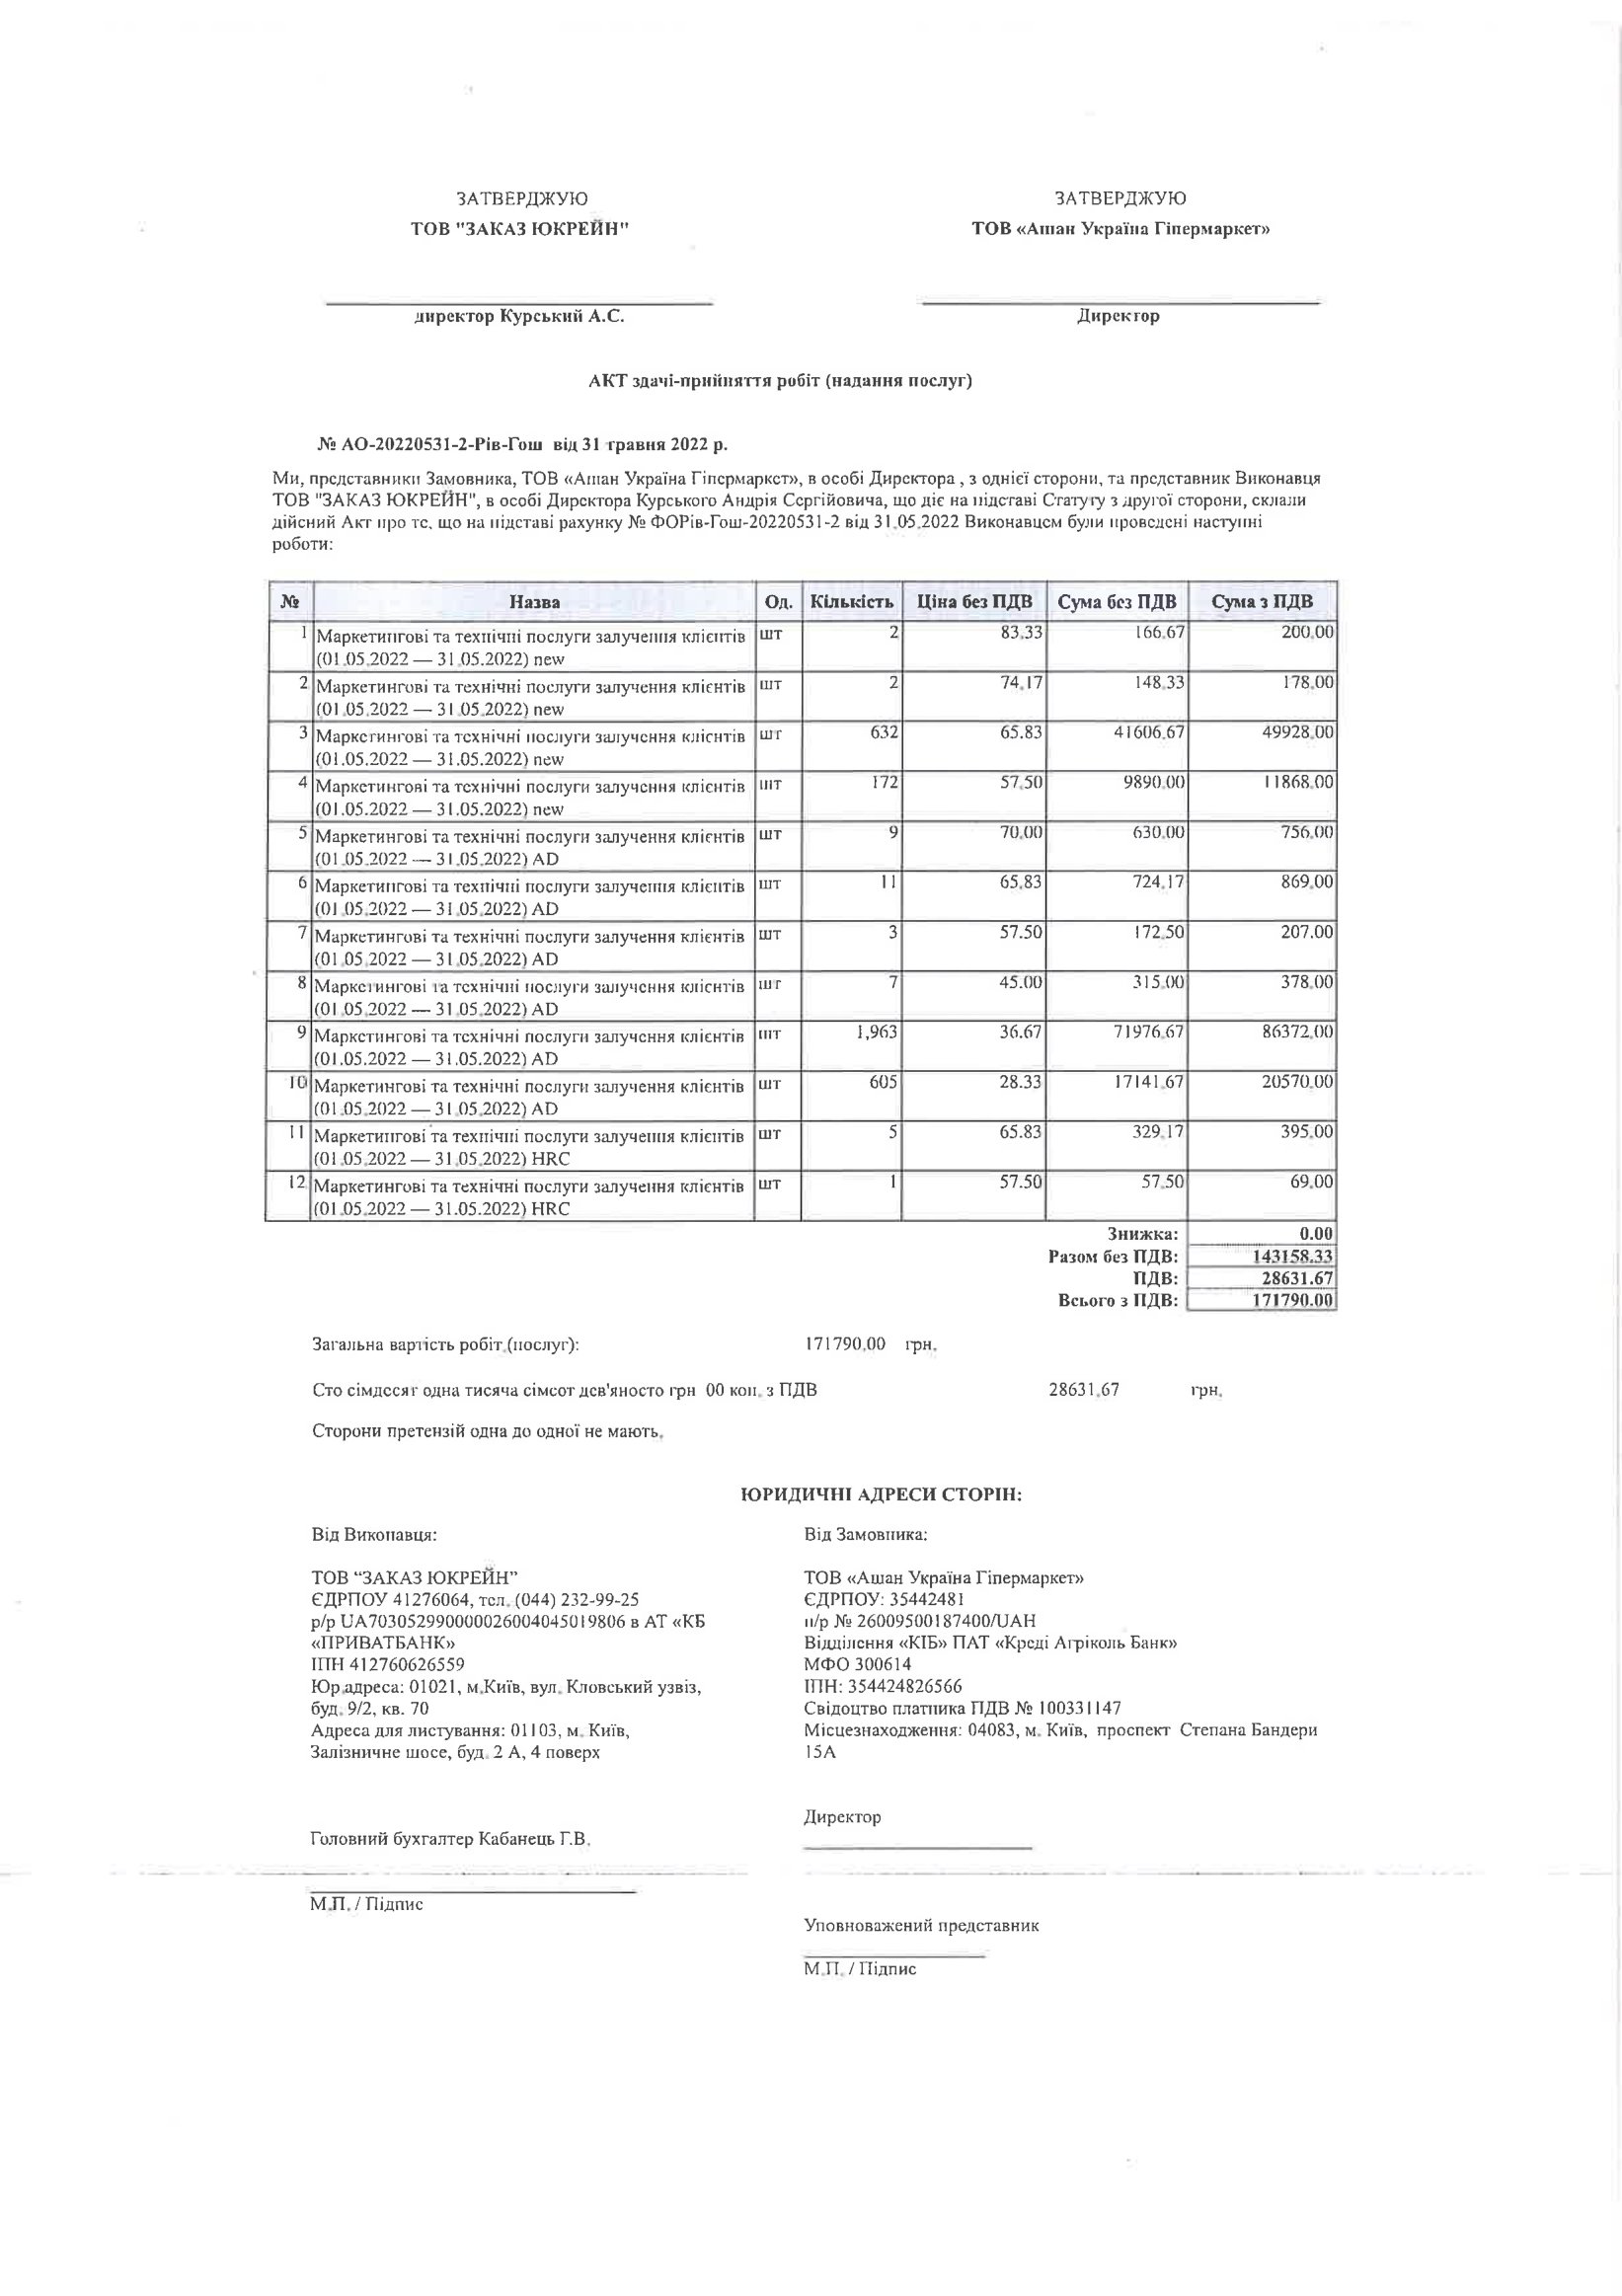 ЗАТВЕРДЖУЮ
ЗАТВЕРДЖУЮ
ТОВ "ЗАКАЗ ЮКРЕЙН"
ТОВ «Ашан Україна Гіпермаркет»
директор Курський А.С.
Директор
АКТ здачі-прийняття робіт (надання послуг)
№ АО-20220531-2-Рів-Гош від 31 травня 2022 р.
Ми, представники Замовника, ТОВ «Ашан Україна Гіпермаркет», в особі Директора , з однієї сторони, та представник Виконавця
ТОВ "ЗАКАЗ ЮКРЕЙН", в особі Директора Курського Андрія Сергійовича, що діє на підставі Статуту з другої сторони, склали
дійсний Акт про те, що на підставі рахунку № ФОРів-Гош-20220531-2 від 31.05.2022 Виконавцем були проведені наступні
роботи:
№ Назва Од. Кількість Ціна без ПДВ Сума без ПДВ Сума з ПДВ
1 Маркетингові та технічні послуги залучення клієнтів шт 2 83.33 166.67 200.00
(01.05.2022 — 31.05.2022) new
2 Маркетингові та технічні послуги залучення клієнтів шт 2 74.17 148.33 178.00
(01.05.2022 — 31.05.2022) new
3 Маркетингові та технічні послуги залучення клієнтів шт 632 65.83 41606.67 49928.00
(01.05.2022 — 31.05.2022) new
4 Маркетингові та технічні послуги залучення клієнтів шт 172 57.50 9890.00 11868.00
(01.05.2022 — 31.05.2022) new
5 Маркетингові та технічні послуги залучення клієнтів шт 9 70.00 630.00 756.00
(01.05.2022 — 31.05.2022) AD
6 Маркетингові та технічні послуги залучення клієнтів шт 11 65.83 724.17 869.00
(01.05.2022 — 31.05.2022) AD
7 Маркетингові та технічні послуги залучення клієнтів шт 3 57.50 172.50 207.00
(01.05.2022 — 31.05.2022) AD
8 Маркетингові та технічні послуги залучення клієнтів шт 7 45.00 315.00 378.00
(01.05.2022 — 31.05.2022) AD
9 Маркетингові та технічні послуги залучення клієнтів шт 1,963 36.67 71976.67 86372.00
(01.05.2022 — 31.05.2022) AD
10 Маркетингові та технічні послуги залучення клієнтів шт 605 28.33 17141.67 20570.00
(01.05.2022 — 31.05.2022) AD
11 Маркетингові та технічні послуги залучення клієнтів шт 5 65.83 329.17 395.00
(01.05.2022 — 31.05.2022) HRC
12 Маркетингові та технічні послуги залучення клієнтів шт 1 57.50 57.50 69.00
(01.05.2022 — 31.05.2022) HRC
Знижка: 0.00
Разом без ПДВ: 143158.33
ПДВ: 28631.67
Всього з ПДВ: 171790.00
Загальна вартість робіт (послуг): 171790.00 грн.
Сто сімдесят одна тисяча сімсот дев'яносто грн 00 коп. з ПДВ 28631.67 грн.
Сторони претензій одна до одної не мають.
ЮРИДИЧНІ АДРЕСИ СТОРІН:
Від Виконавця:
ТОВ “ЗАКАЗ ЮКРЕЙН”
ЄДРПОУ 41276064, тел. (044) 232-99-25
р/р UA703052990000026004045019806 в АТ «КБ
«ПРИВАТБАНК»
ІПН 412760626559
Юр.адреса: 01021, м.Київ, вул. Кловський узвіз,
буд. 9/2, кв. 70
Адреса для листування: 01103, м. Київ,
Залізничне шосе, буд. 2 А, 4 поверх
Головний бухгалтер Кабанець Г.В.
М.П. / Підпис
Від Замовника:
ТОВ «Ашан Україна Гіпермаркет»
ЄДРПОУ: 35442481
п/р № 26009500187400/UAH
Відділення «КІБ» ПАТ «Креді Агріколь Банк»
МФО 300614
ІПН: 354424826566
Свідоцтво платника ПДВ № 100331147
Місцезнаходження: 04083, м. Київ, проспект Степана Бандери
15А
Директор
Уповноважений представник
М.П. / Підпис